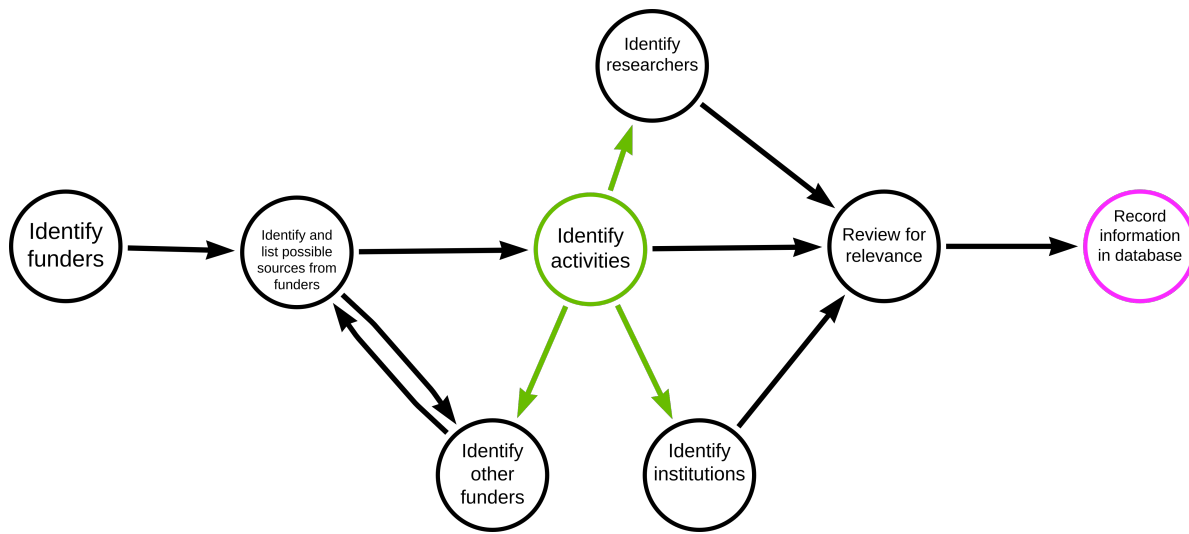 Identify
researchers
Identify
funders
Identify and
list possible
sources from
funders
Identify
activities
Review for
relevance
Record
information
in database
Identify
other
funders
Identify
institutions